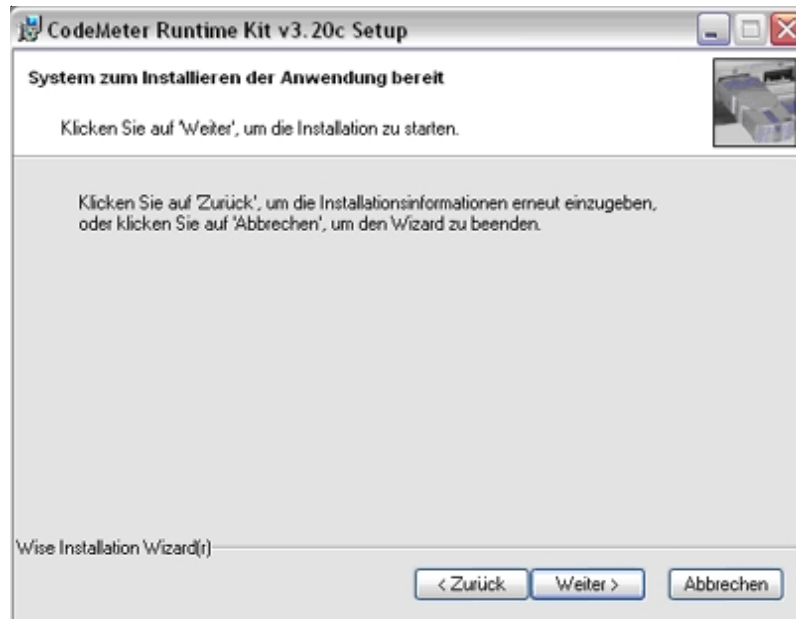 CodeMeter Runtime Kit v3.20c Setup
System zum Installieren der Anwendung bereit
Klicken Sie auf 'Weiter', um die Installation zu starten.
Klicken Sie auf 'Zurück', um die Installationsinformationen erneut einzugeben,
oder klicken Sie auf 'Abbrechen', um den Wizard zu beenden.
Wise Installation Wizard(r)
< Zurück Weiter > Abbrechen